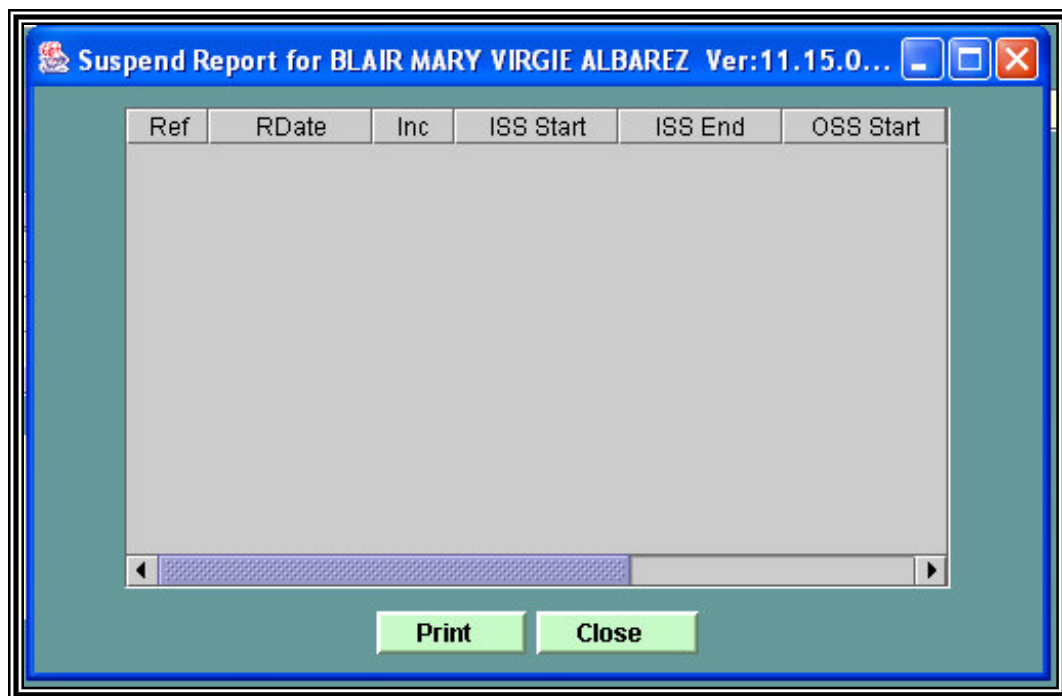 Suspend Report for BLAIR MARY VIRGIE ALBAREZ Ver:11.15.0...
Ref RDate Inc ISS Start ISS End OSS Start
Print Close